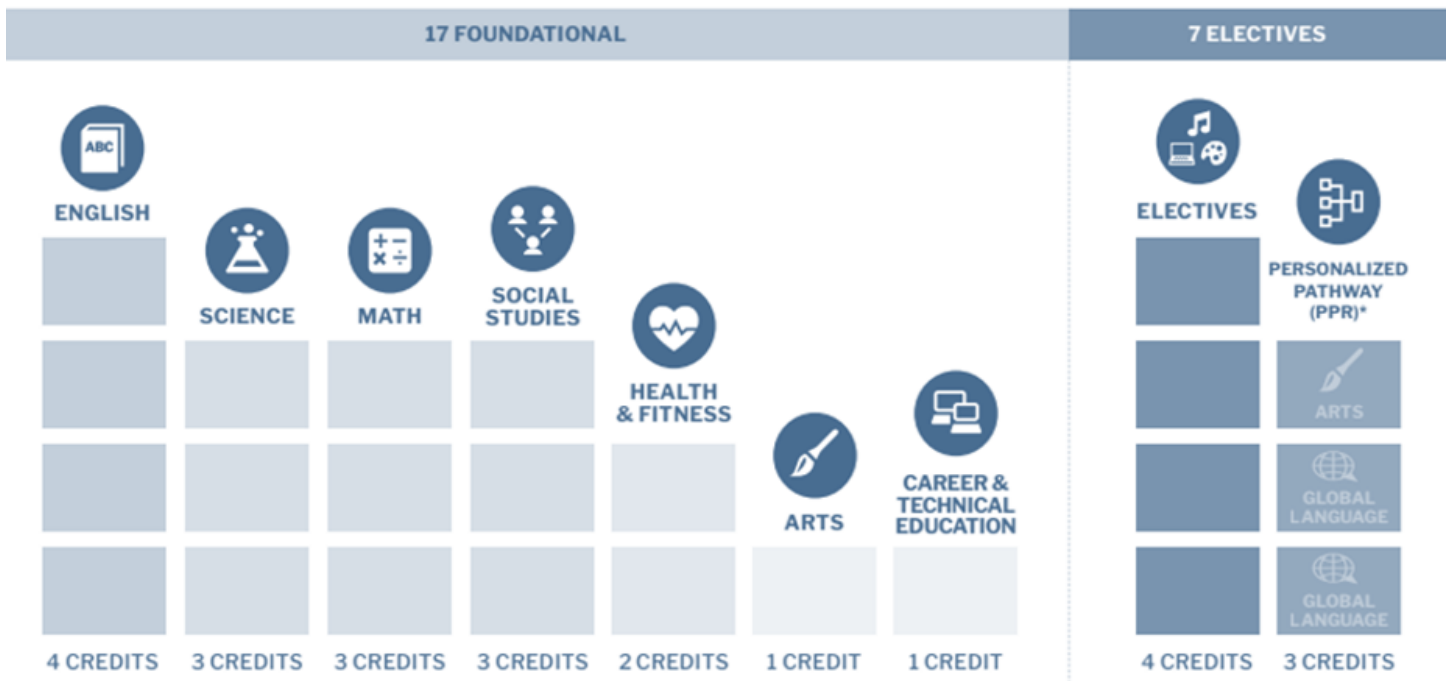 17 FOUNDATIONAL
7 ELECTIVES
ABC
ENGLISH
SCIENCE
MATH
SOCIAL
STUDIES
HEALTH
& FITNESS
ARTS
CAREER &
TECHNICAL
EDUCATION
ELECTIVES
PERSONALIZED
PATHWAY
(PPR)*
ARTS
GLOBAL
LANGUAGE
GLOBAL
LANGUAGE
4 CREDITS
3 CREDITS
3 CREDITS
3 CREDITS
2 CREDITS
1 CREDIT
1 CREDIT
4 CREDITS
3 CREDITS